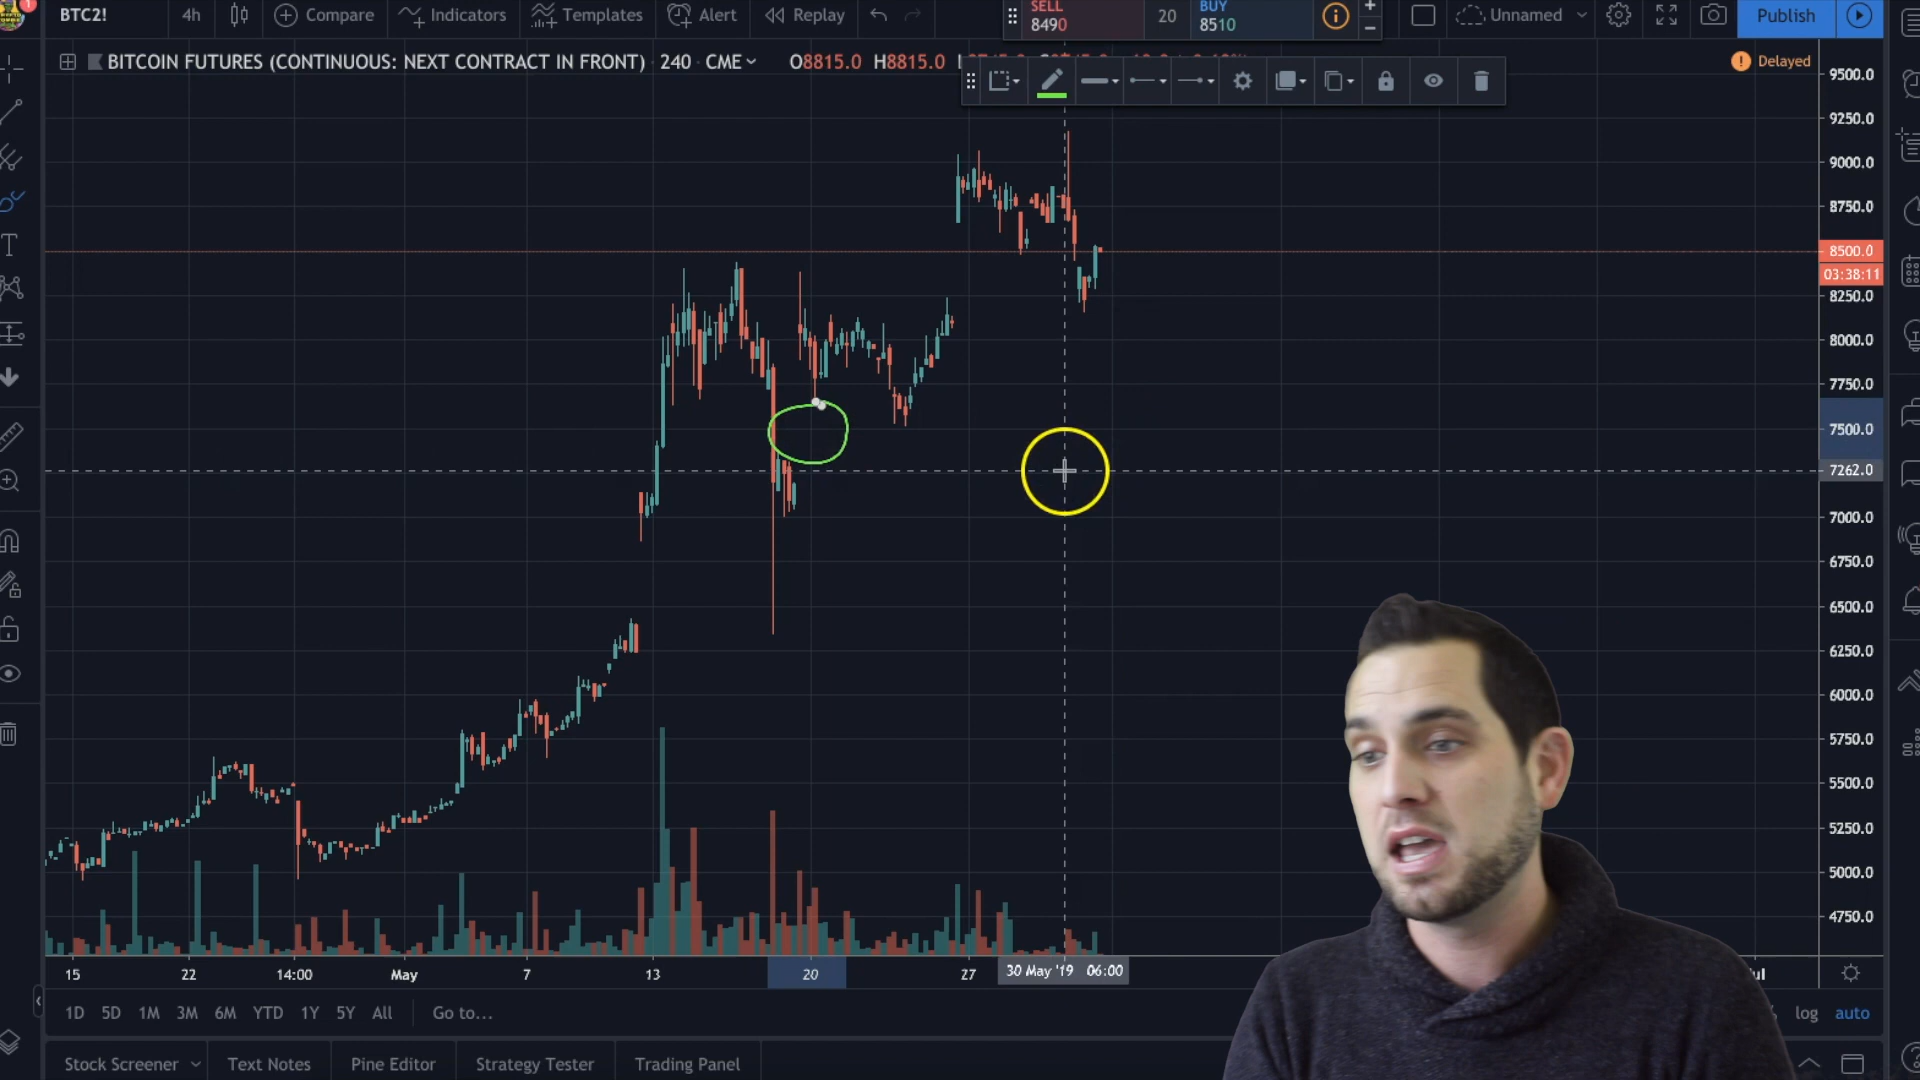 BTC2! 4h Compare Indicators Templates Alert Replay
SELL
8490
20
BUY
8510
Unnamed
Publish
BITCOIN FUTURES (CONTINUOUS: NEXT CONTRACT IN FRONT) 240 CME O8815.0 H8815.0
Delayed
9500.0
9250.0
9000.0
8750.0
8500.0
03:38:11
8250.0
8000.0
7750.0
7500.0
7262.0
7000.0
6750.0
6500.0
6250.0
6000.0
5750.0
5500.0
5250.0
5000.0
4750.0
15 22 14:00 May 7 13 20 27 30 May '19 06:00
1D 5D 1M 3M 6M YTD 1Y 5Y All Go to... log auto
Stock Screener Text Notes Pine Editor Strategy Tester Trading Panel